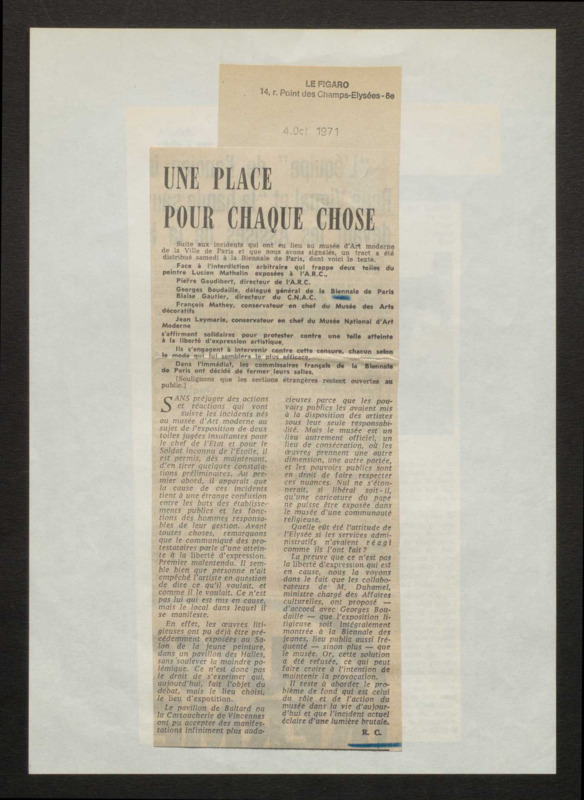 LE FIGARO
14, r. Point des Champs-Elysées - 8e
4 Oct 1971
UNE PLACE
POUR CHAQUE CHOSE
Suite aux incidents qui ont eu lieu au musée d'Art moderne
de la Ville de Paris et que nous avons signalés, un tract a été
distribué samedi à la Biennale de Paris, dont voici le texte.
Face à l'interdiction arbitraire qui frappe deux toiles du
peintre Lucien Mathelin exposées à l'A.R.C.,
Pierre Gaudibert, directeur de l'A.R.C.
Georges Boudaille, délégué général de la Biennale de Paris
Blaise Gautier, directeur du C.N.A.C.
François Mathey, conservateur en chef du Musée des Arts
décoratifs
Jean Leymarie, conservateur en chef du Musée National d'Art
Moderne
s'affirment solidaires pour protester contre une telle atteinte
à la liberté d'expression artistique.
Ils s'engagent à intervenir contre cette censure, chacun selon
le mode qui lui semblera le plus efficace.
Dans l'immédiat, les commissaires français de la Biennale
de Paris ont décidé de fermer leurs salles.
[Soulignons que les sections étrangères restent ouvertes au
public.]
SANS préjuger des actions
et réactions qui vont
suivre les incidents nés
au musée d'Art moderne au
sujet de l'exposition de deux
toiles jugées insultantes pour
le chef de l'Etat et pour le
Soldat inconnu de l'Etoile, il
est permis, dès maintenant,
d'en tirer quelques constata-
tions préliminaires. Au pre-
mier abord, il apparaît que
la cause de ces incidents
tient à une étrange confusion
entre les buts des établisse-
ments publics et les fonc-
tions des hommes responsa-
bles de leur gestion. Avant
toutes choses, remarquons
que le communiqué des pro-
testataires parle d'une attein-
te à la liberté d'expression.
Premier malentendu. Il sem-
ble bien que personne n'ait
empêché l'artiste en question
de dire ce qu'il voulait, et
comme il le voulait. Ce n'est
pas lui qui est mis en cause,
mais le local dans lequel il
se manifeste.
En effet, les œuvres liti-
gieuses ont pu déjà être pré-
cédemment exposées au Sa-
lon de la jeune peinture,
dans un pavillon des Halles,
sans soulever la moindre po-
lémique. Ce n'est donc pas
le droit de s'exprimer qui,
aujourd'hui, fait l'objet du
débat, mais le lieu choisi,
le lieu d'exposition.
Le pavillon de Baltard ou
la Cartoucherie de Vincennes
ont pu accepter des manifes-
tations infiniment plus auda-
cieuses parce que les pou-
voirs publics les avaient mis
à la disposition des artistes
sous leur seule responsabi-
lité. Mais le musée est un
lieu autrement officiel, un
lieu de consécration, où les
œuvres prennent une autre
dimension, une autre portée,
et les pouvoirs publics sont
en droit de faire respecter
ces nuances. Nul ne s'éton-
nerait, si libéral soit-il,
qu'une caricature du pape
ne puisse être exposée dans
le musée d'une communauté
religieuse.
Quelle eût été l'attitude de
l'Elysée si les services admi-
nistratifs n'avaient réagi
comme ils l'ont fait?
La preuve que ce n'est pas
la liberté d'expression qui est
en cause, nous la voyons
dans le fait que les collabo-
rateurs de M. Duhamel,
ministre chargé des Affaires
culturelles, ont proposé —
d'accord avec Georges Bou-
daille — que l'exposition li-
tigieuse soit intégralement
montrée à la Biennale des
jeunes, lieu public aussi fré-
quenté — sinon plus — que
le musée. Or, cette solution
a été refusée, ce qui peut
faire croire à l'intention de
maintenir la provocation.
Il reste à aborder le pro-
blème de fond qui est celui
du rôle et de l'action du
musée dans la vie d'aujour-
d'hui et que l'incident actuel
éclaire d'une lumière brutale.
R. C.